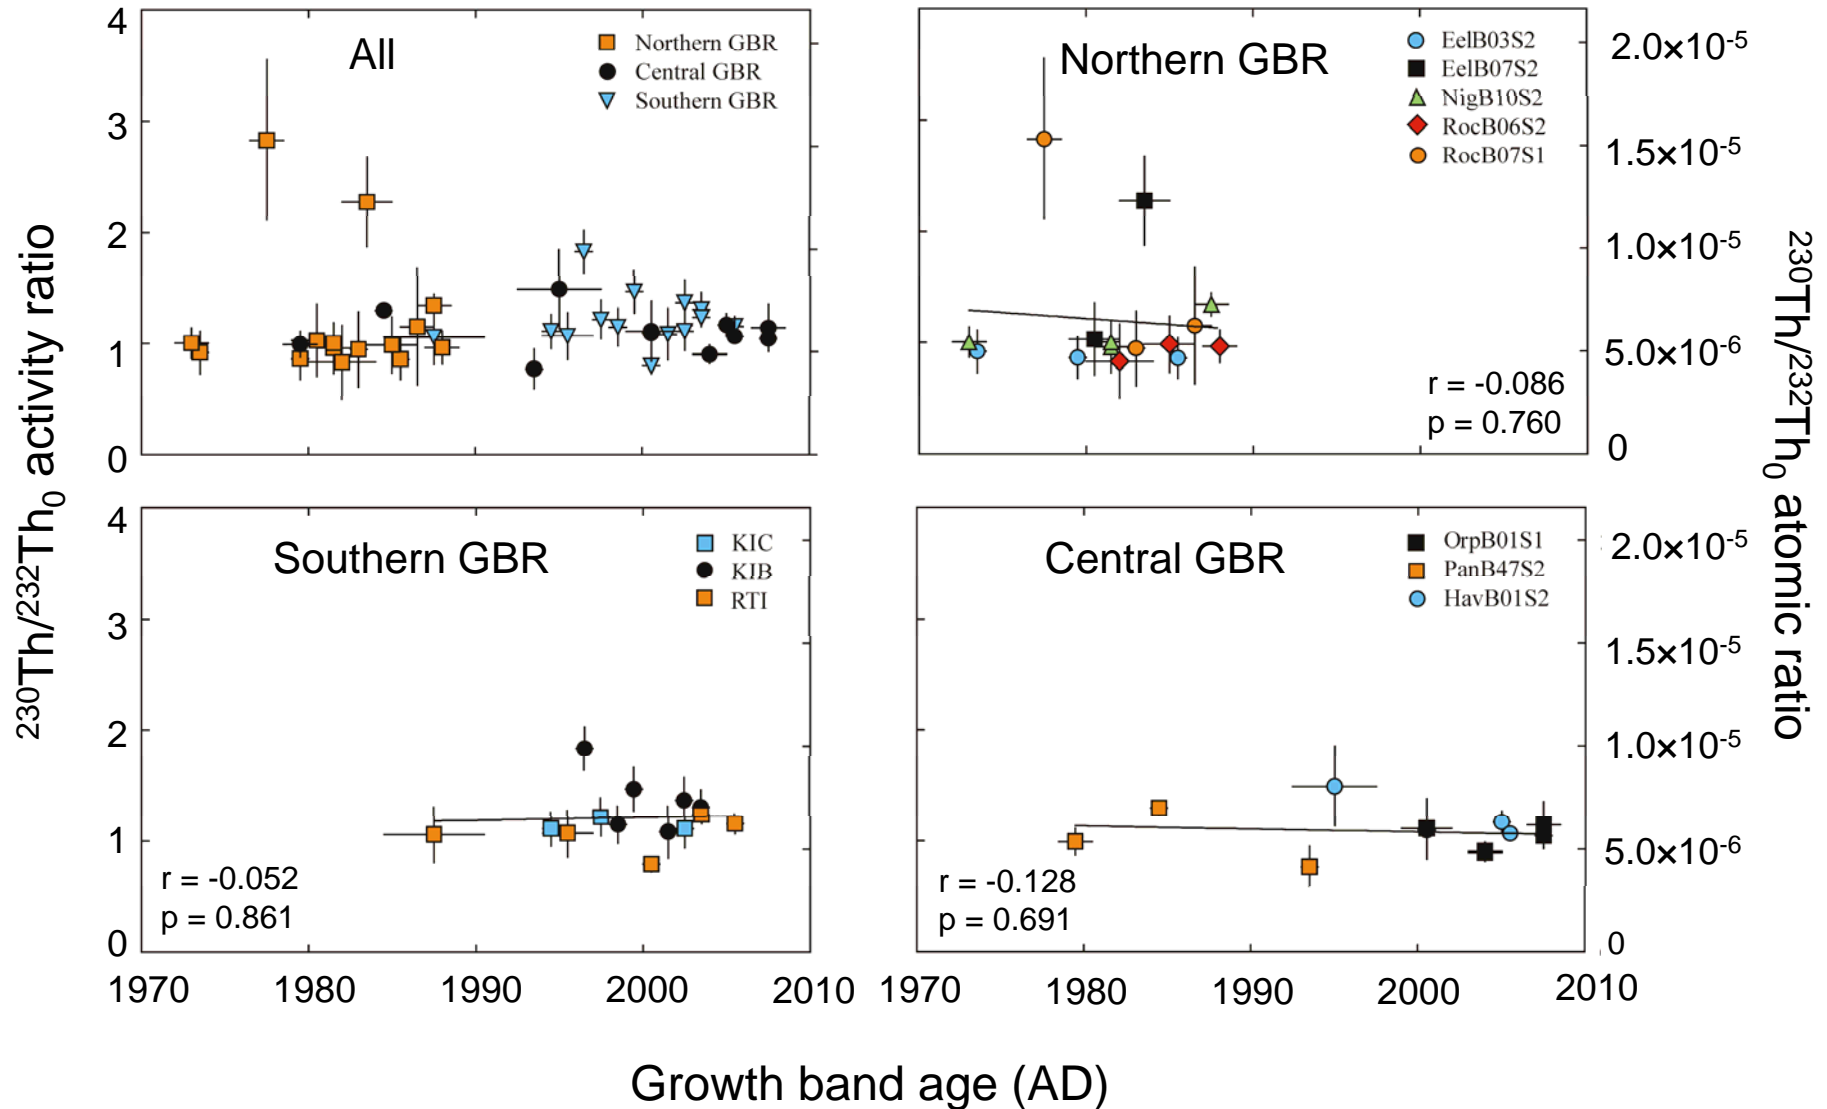 All
Northern GBR
Central GBR
Southern GBR
4
3
2
1
0
Northern GBR
EelB03S2
EelB07S2
NigB10S2
RocB06S2
RocB07S1
r = -0.086
p = 0.760
2.0×10⁻⁵
1.5×10⁻⁵
1.0×10⁻⁵
5.0×10⁻⁶
0
²³⁰Th/²³²Th₀ activity ratio
²³⁰Th/²³²Th₀ atomic ratio
Southern GBR
KIC
KIB
RTI
4
3
2
1
0
r = -0.052
p = 0.861
1970
1980
1990
2000
2010
Central GBR
OrpB01S1
PanB47S2
HavB01S2
r = -0.128
p = 0.691
2.0×10⁻⁵
1.5×10⁻⁵
1.0×10⁻⁵
5.0×10⁻⁶
0
1970
1980
1990
2000
2010
Growth band age (AD)